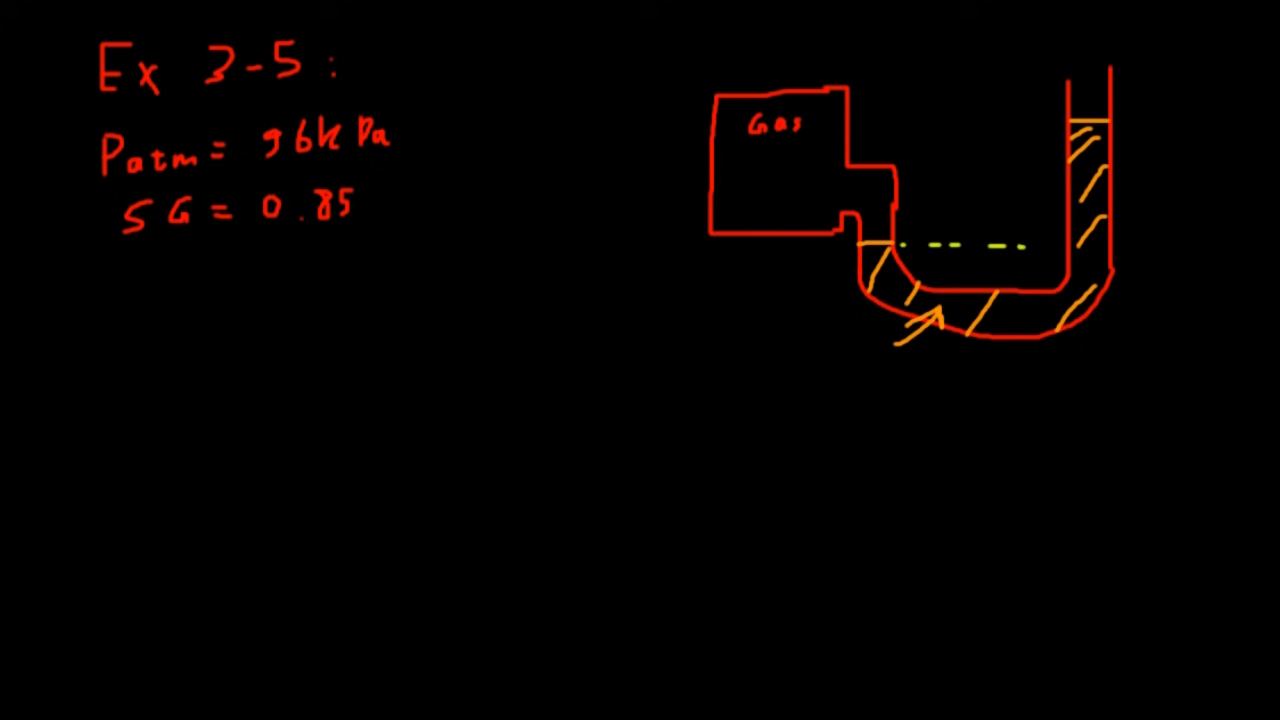 Ex 3-5 :
Patm = 96kPa
SG = 0.85
Gas